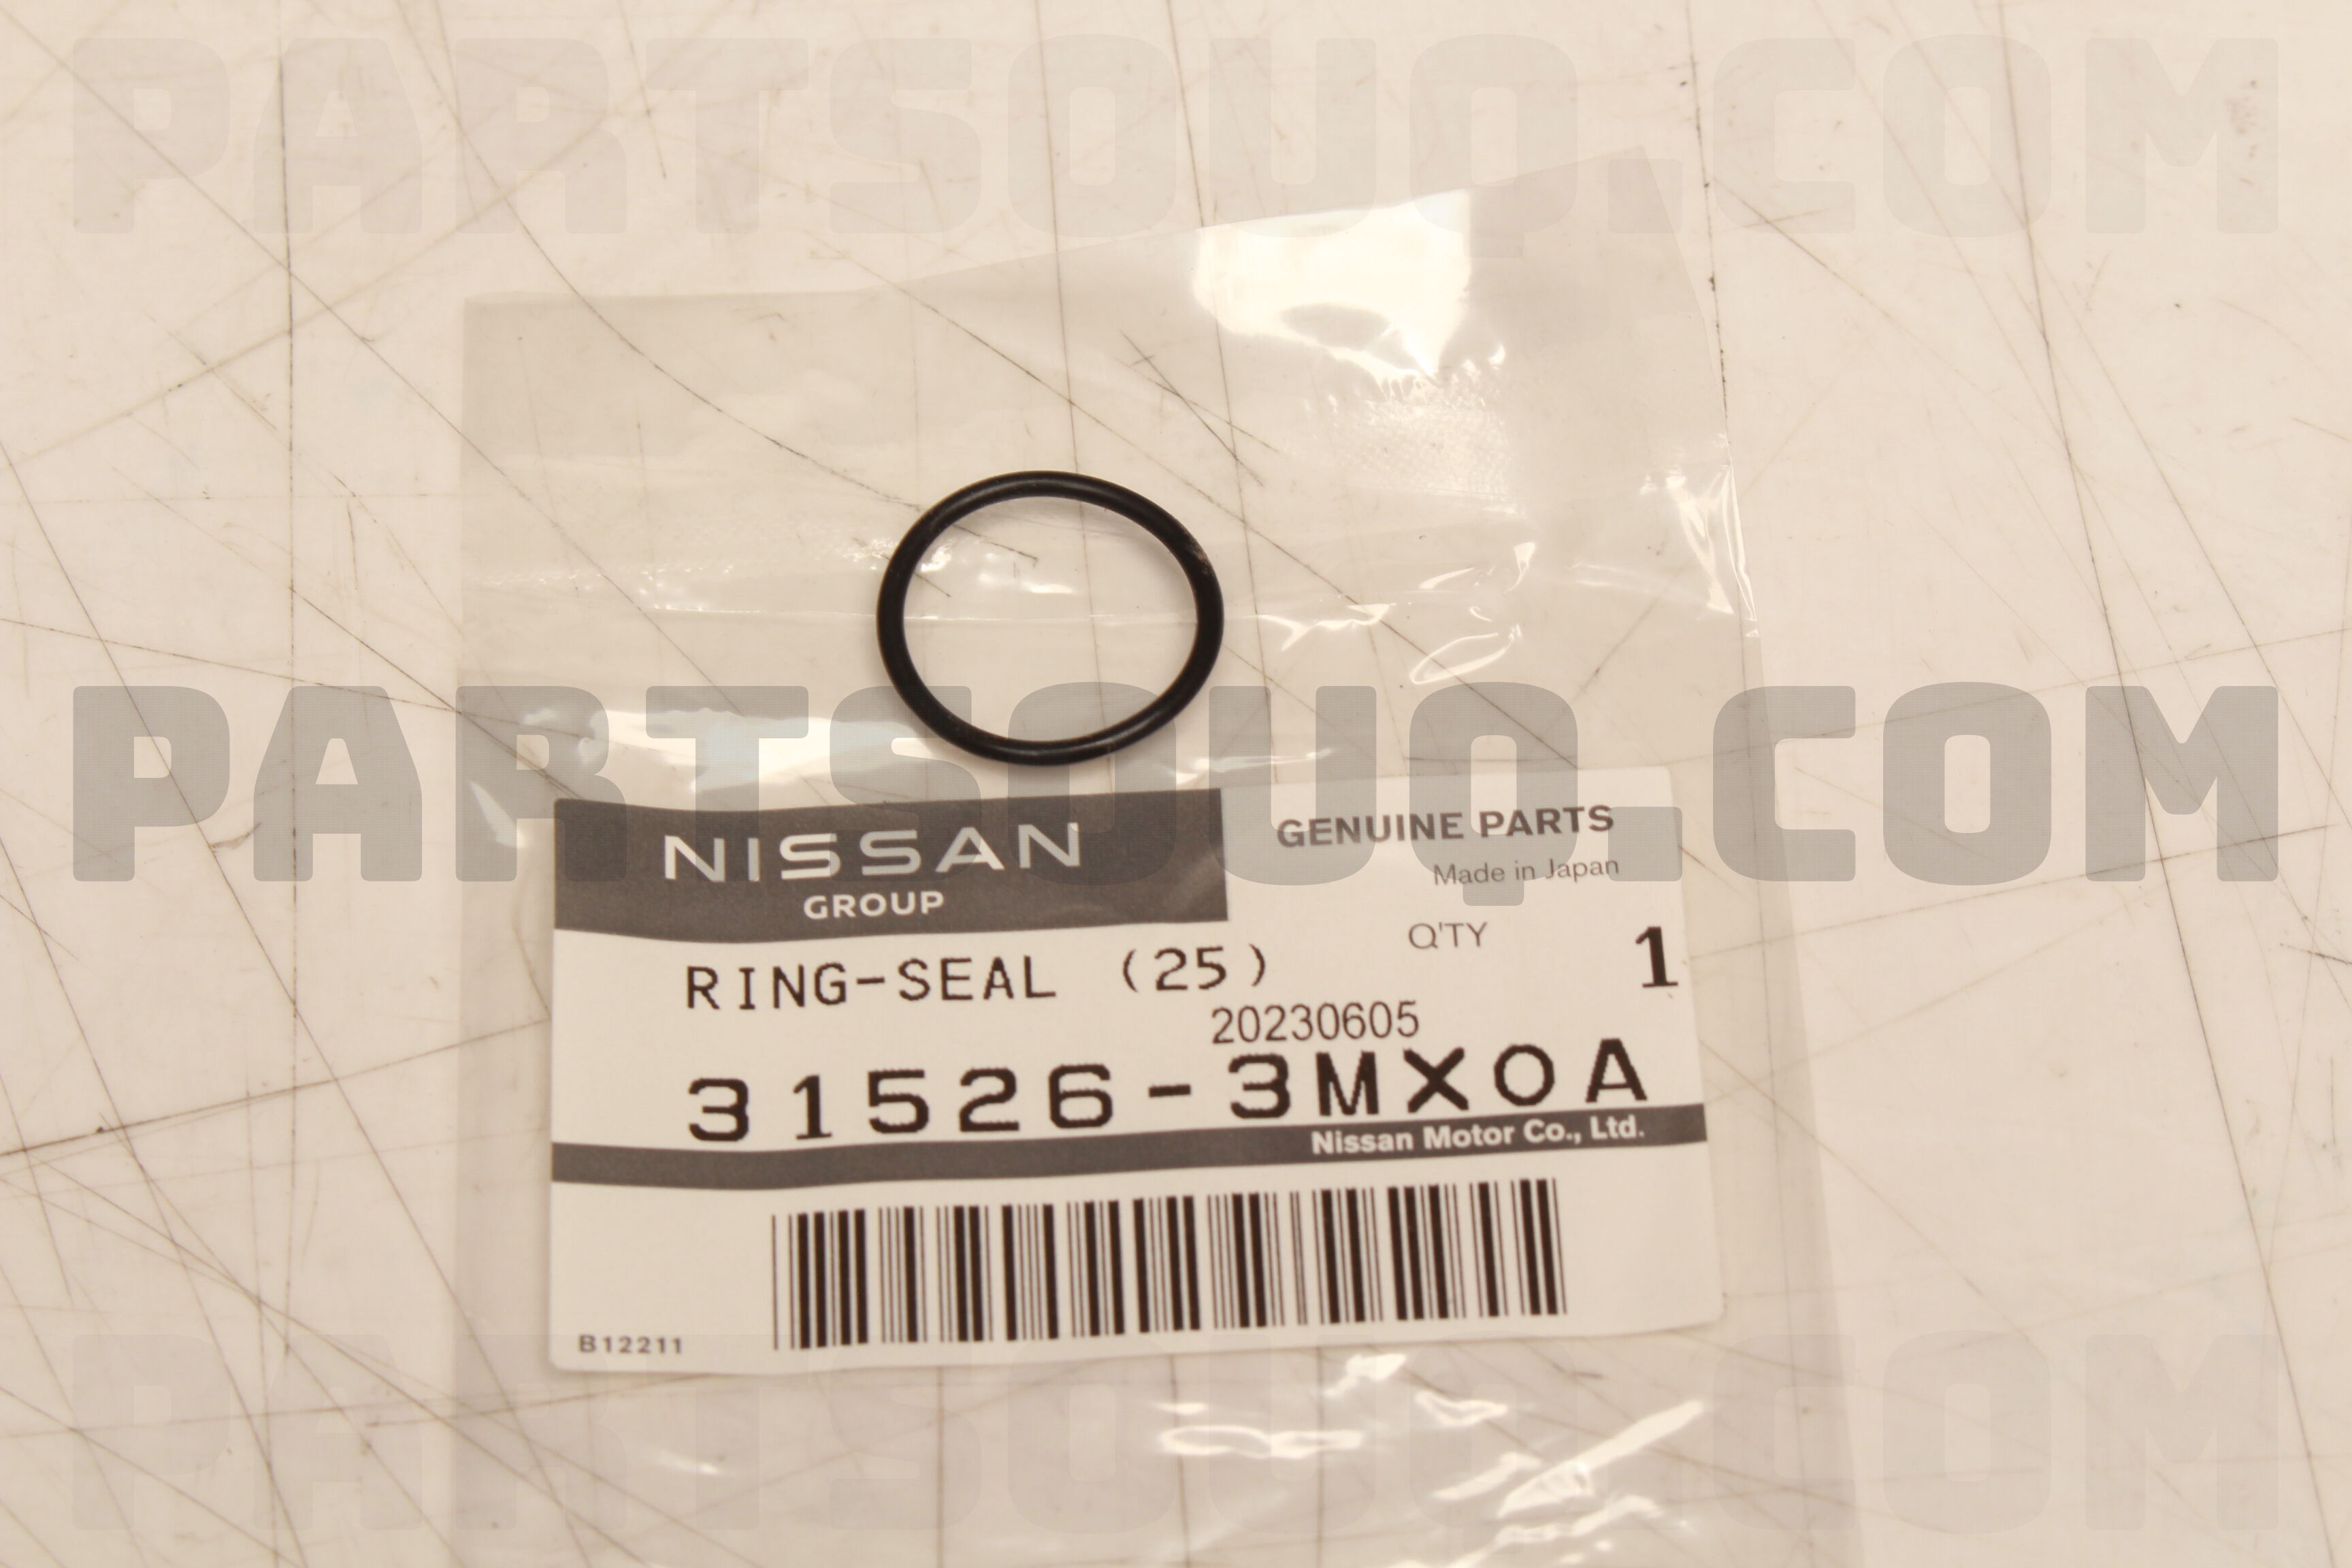 PARTSOUQ.COM
PARTSOUQ.COM
NISSAN
GROUP
GENUINE PARTS
Made in Japan
Q'TY 1
RING-SEAL (25)
20230605
31526-3MX0A
Nissan Motor Co., Ltd.
B12211
PARTSOUQ.COM